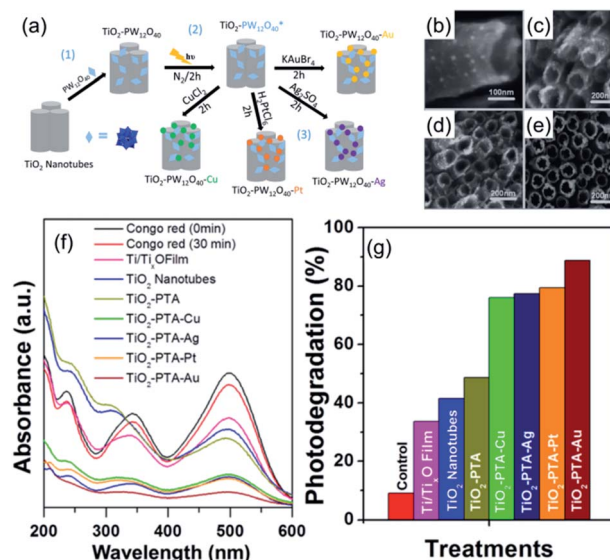 (a)
TiO2-PW12O40
(1)
PW12O40
TiO2 Nanotubes
=
(2)
hυ
N2/2h
TiO2-PW12O40*
KAuBr4
2h
TiO2-PW12O40-Au
CuCl2
2h
H2PtCl6
2h
Ag2SO4
2h
(3)
TiO2-PW12O40-Cu
TiO2-PW12O40-Pt
TiO2-PW12O40-Ag
(b)
100nm
(c)
200nm
(d)
200nm
(e)
200nm
(f)
Congo red (0min)
Congo red (30 min)
Ti/TixOFilm
TiO2 Nanotubes
TiO2-PTA
TiO2-PTA-Cu
TiO2-PTA-Ag
TiO2-PTA-Pt
TiO2-PTA-Au
Absorbance (a.u.)
200 300 400 500 600
Wavelength (nm)
(g)
100
80
60
40
20
0
Photodegradation (%)
Control
Ti/TixO Film
TiO2 Nanotubes
TiO2-PTA
TiO2-PTA-Cu
TiO2-PTA-Ag
TiO2-PTA-Pt
TiO2-PTA-Au
Treatments